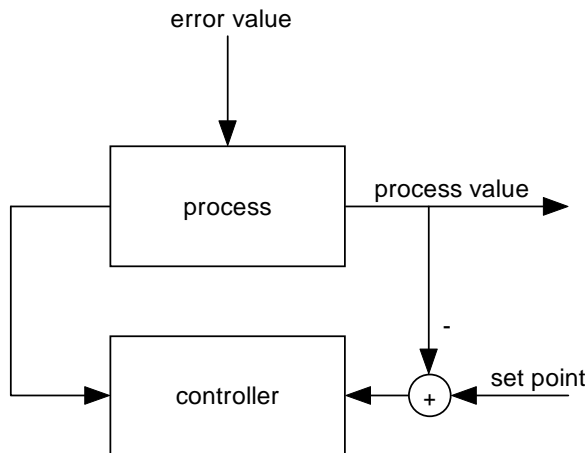 error value
process
process value
-
set point
controller
+